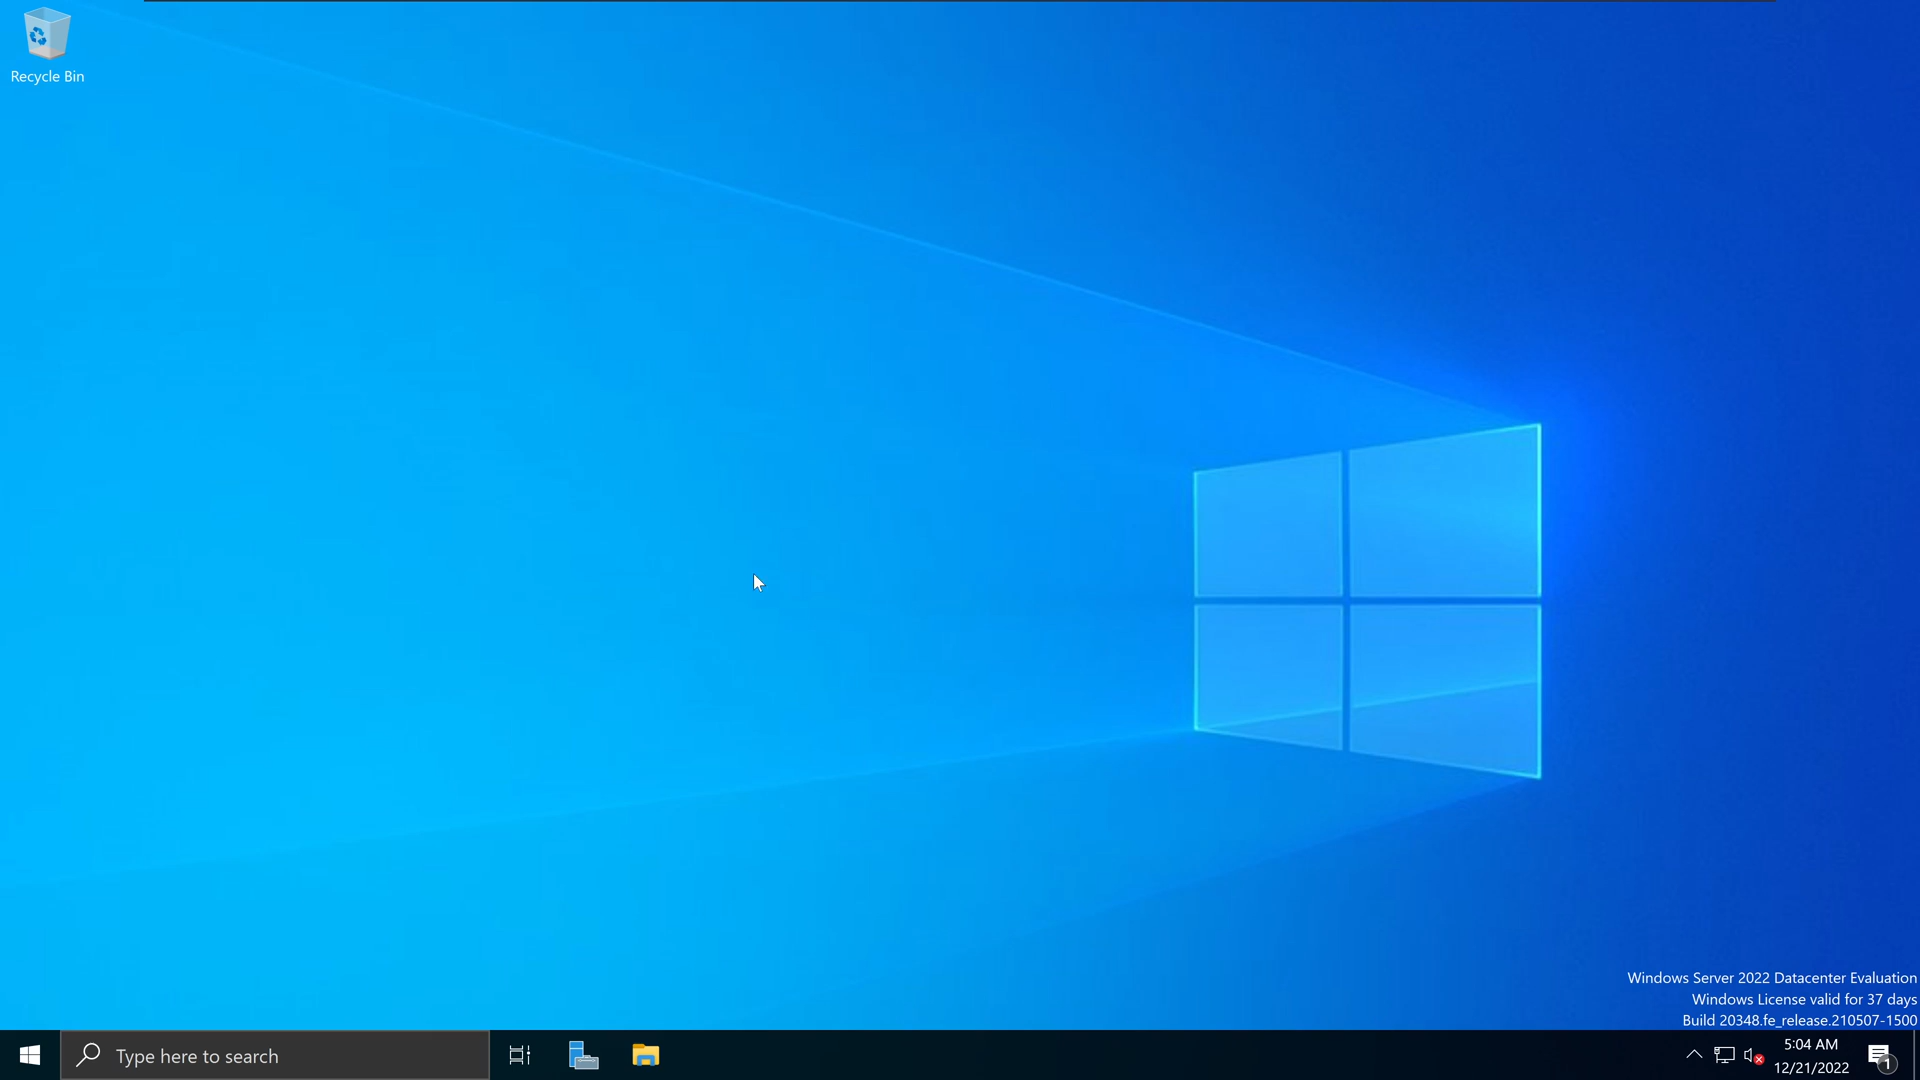 Recycle Bin
Windows Server 2022 Datacenter Evaluation
Windows License valid for 37 days
Build 20348.fe_release.210507-1500
Type here to search
5:04 AM
12/21/2022
1